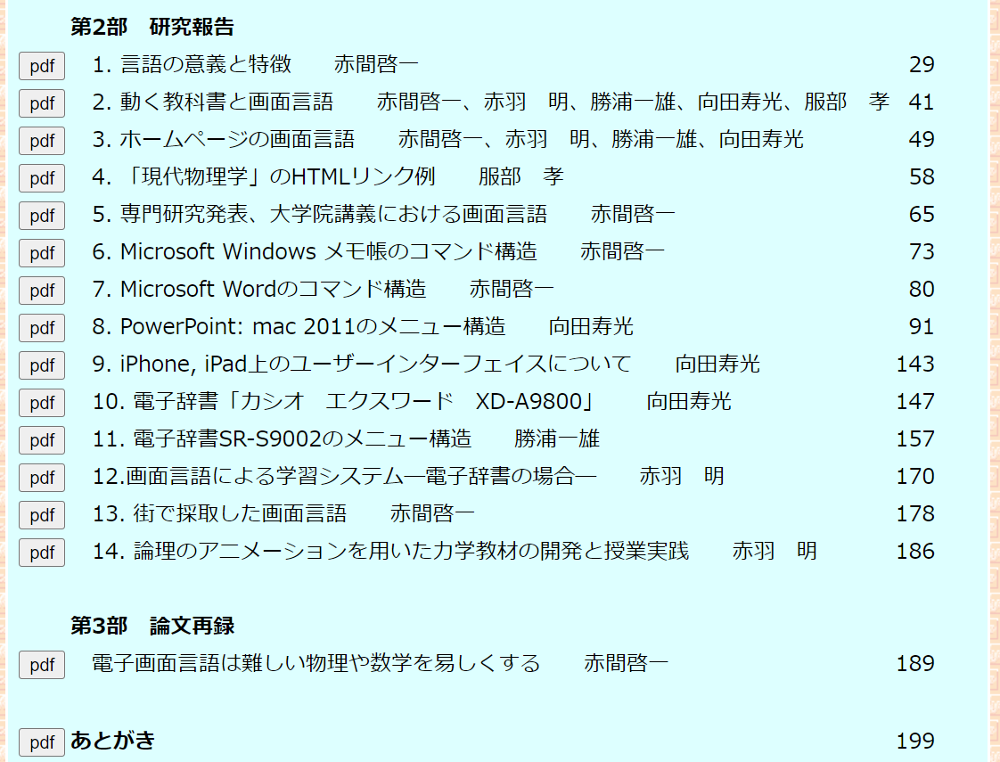 第2部　研究報告
pdf 1. 言語の意義と特徴　　赤間啓一 29
pdf 2. 動く教科書と画面言語　　赤間啓一、赤羽　明、勝浦一雄、向田寿光、服部　孝 41
pdf 3. ホームページの画面言語　　赤間啓一、赤羽　明、勝浦一雄、向田寿光 49
pdf 4. 「現代物理学」のHTMLリンク例　　服部　孝 58
pdf 5. 専門研究発表、大学院講義における画面言語　　赤間啓一 65
pdf 6. Microsoft Windows メモ帳のコマンド構造　　赤間啓一 73
pdf 7. Microsoft Wordのコマンド構造　　赤間啓一 80
pdf 8. PowerPoint: mac 2011のメニュー構造　　向田寿光 91
pdf 9. iPhone, iPad上のユーザーインターフェイスについて　　向田寿光 143
pdf 10. 電子辞書「カシオ　エクスワード　XD-A9800」　　向田寿光 147
pdf 11. 電子辞書SR-S9002のメニュー構造　　勝浦一雄 157
pdf 12.画面言語による学習システム―電子辞書の場合―　　赤羽　明 170
pdf 13. 街で採取した画面言語　　赤間啓一 178
pdf 14. 論理のアニメーションを用いた力学教材の開発と授業実践　　赤羽　明 186
第3部　論文再録
pdf 電子画面言語は難しい物理や数学を易しくする　　赤間啓一 189
pdf あとがき 199